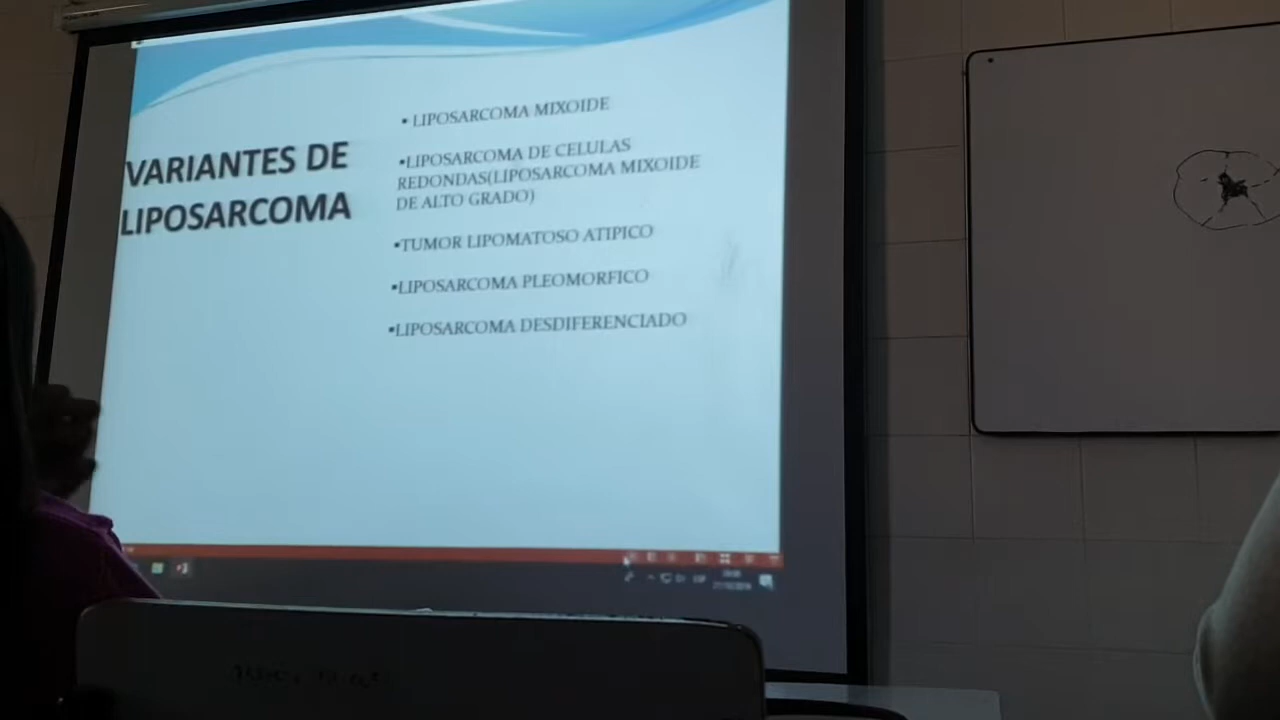 VARIANTES DE
LIPOSARCOMA
• LIPOSARCOMA MIXOIDE
•LIPOSARCOMA DE CELULAS
REDONDAS(LIPOSARCOMA MIXOIDE
DE ALTO GRADO)
•TUMOR LIPOMATOSO ATIPICO
•LIPOSARCOMA PLEOMORFICO
•LIPOSARCOMA DESDIFERENCIADO